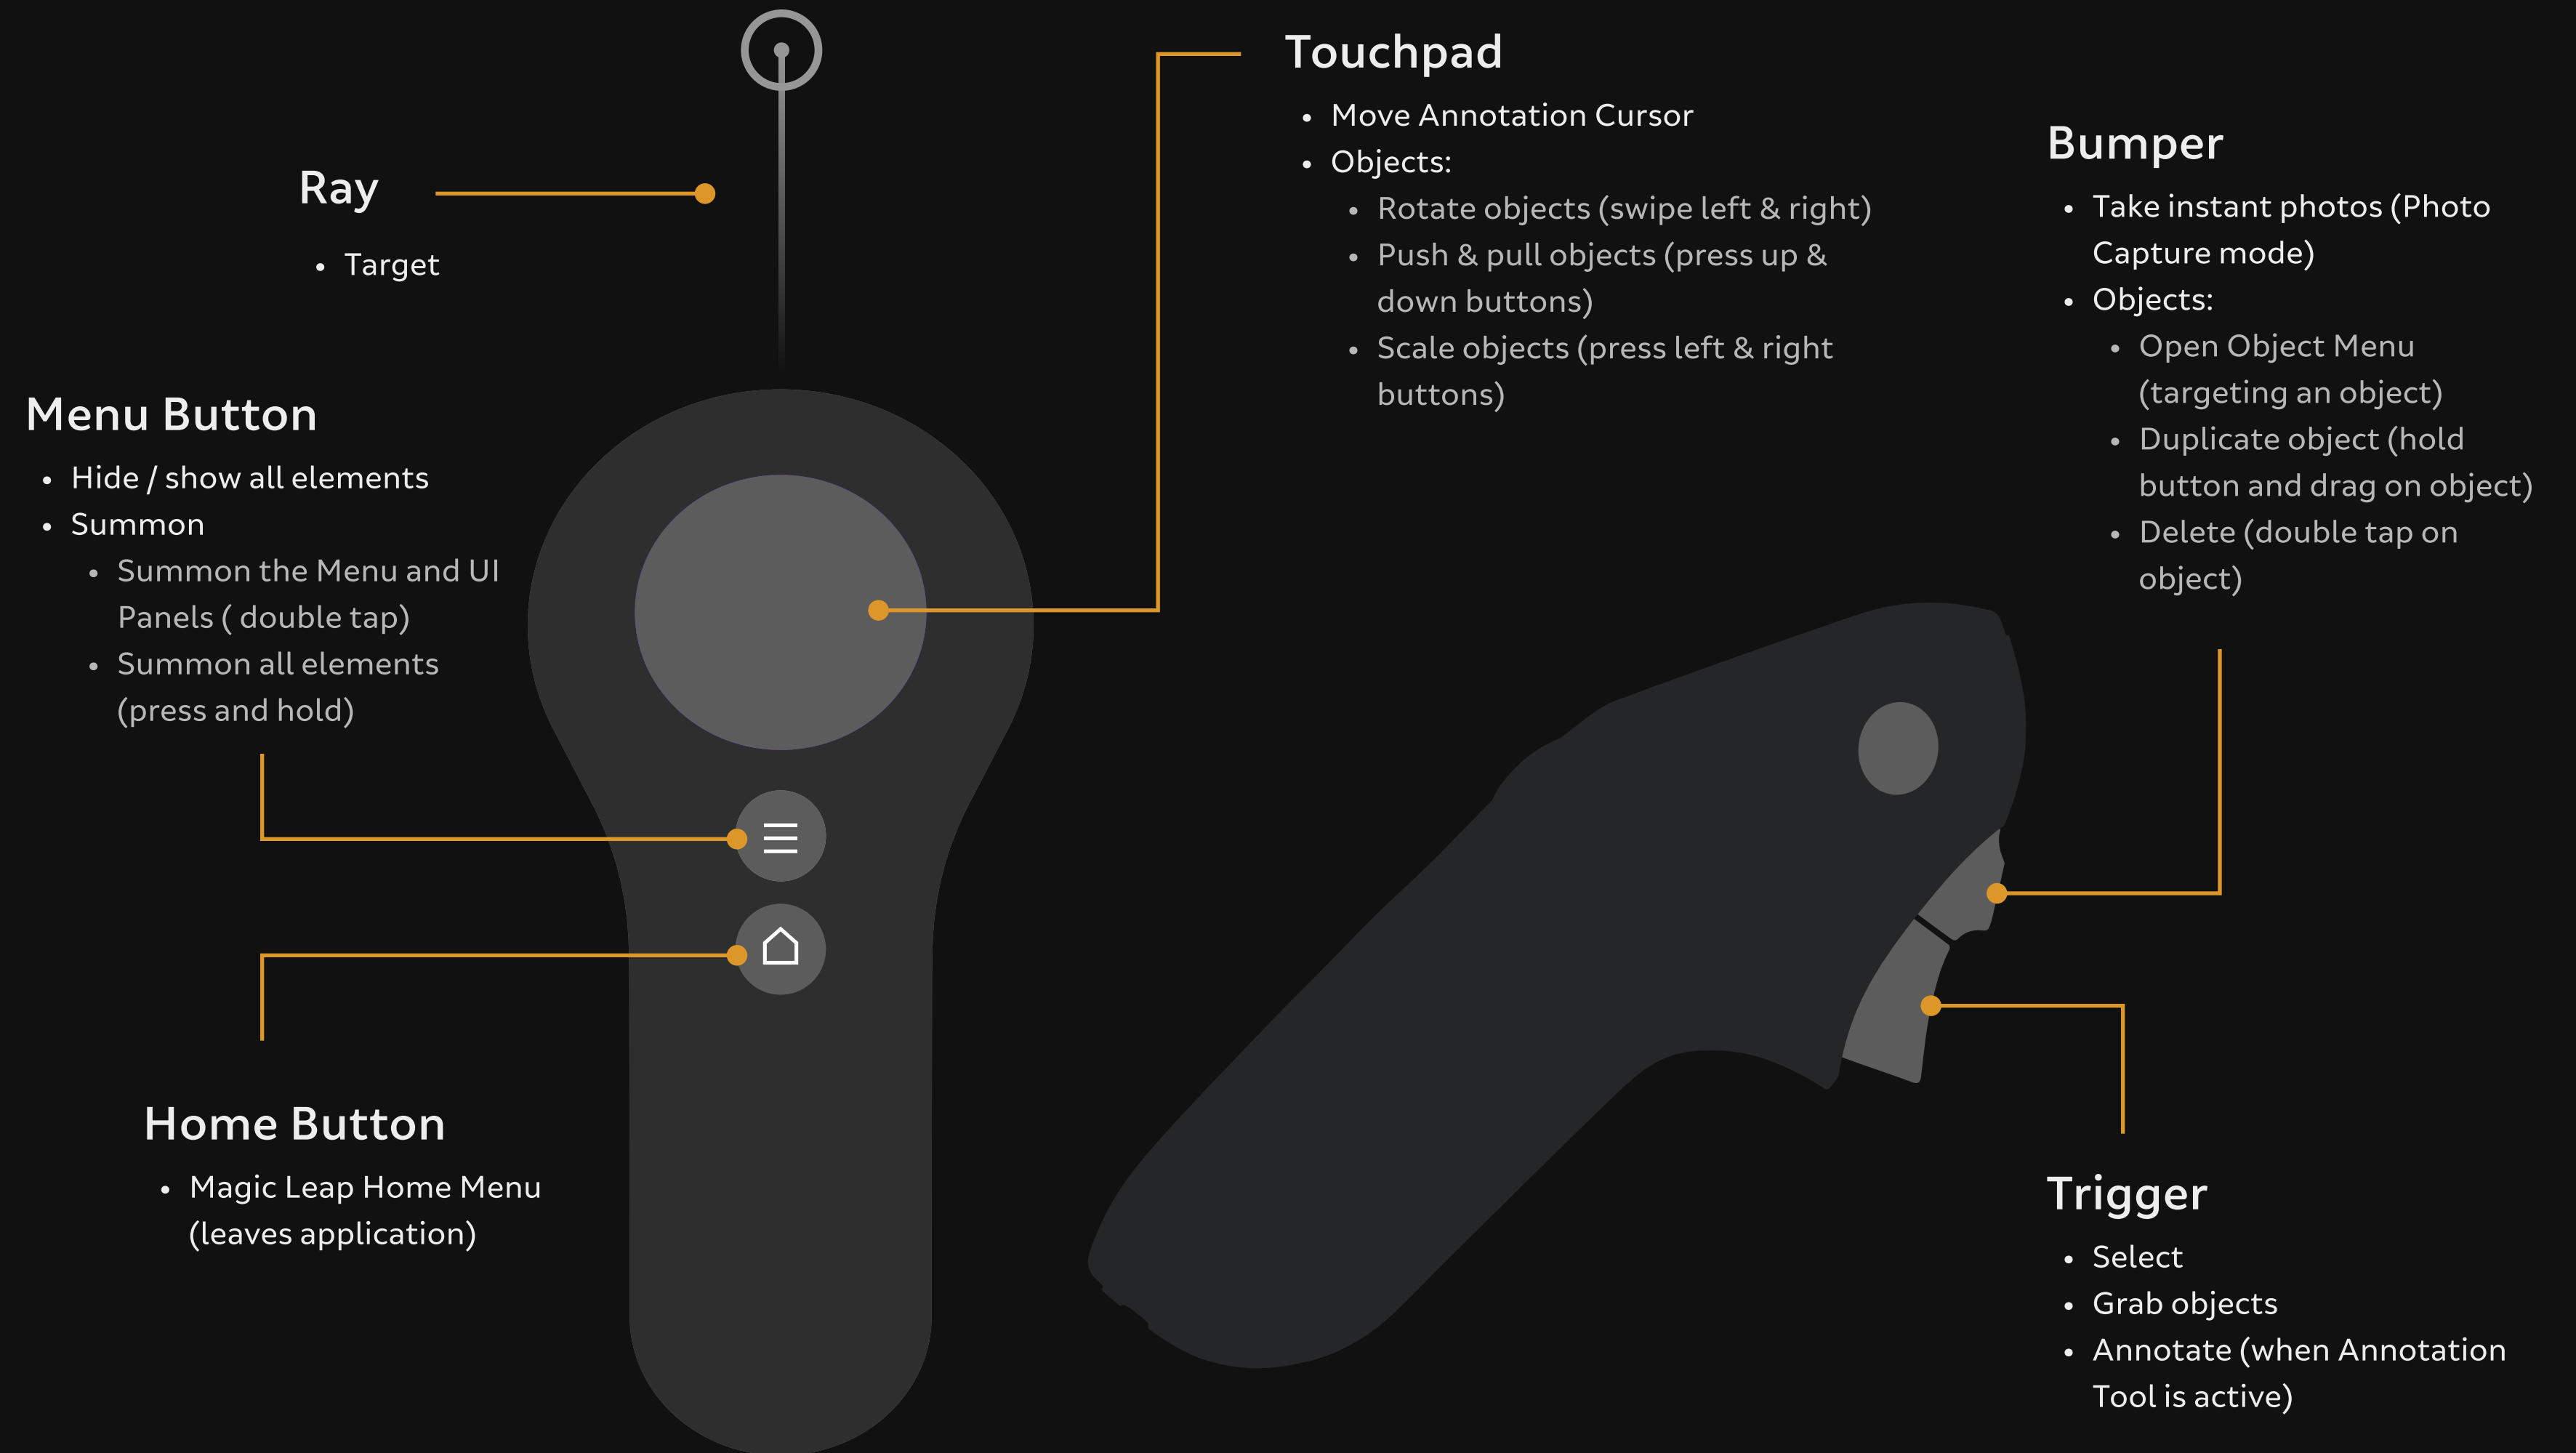 Ray
• Target
Menu Button
• Hide / show all elements
• Summon
• Summon the Menu and UI
Panels ( double tap)
• Summon all elements
(press and hold)
Home Button
• Magic Leap Home Menu
(leaves application)
Touchpad
• Move Annotation Cursor
• Objects:
• Rotate objects (swipe left & right)
• Push & pull objects (press up &
down buttons)
• Scale objects (press left & right
buttons)
Bumper
• Take instant photos (Photo
Capture mode)
• Objects:
• Open Object Menu
(targeting an object)
• Duplicate object (hold
button and drag on object)
• Delete (double tap on
object)
Trigger
• Select
• Grab objects
• Annotate (when Annotation
Tool is active)